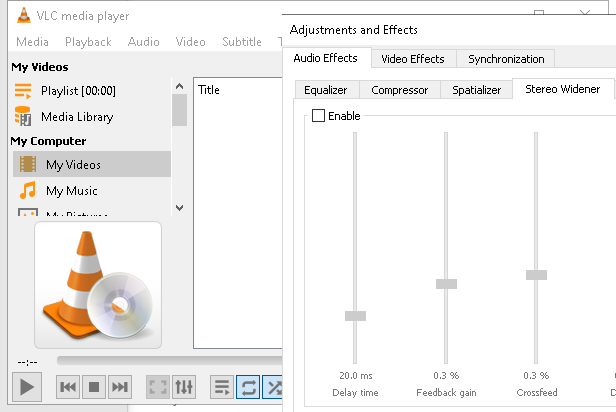 VLC media player
Media Playback Audio Video Subtitle
My Videos
Playlist [00:00]
Media Library
My Computer
My Videos
My Music
My Pictures
Title
--:--
Adjustments and Effects
Audio Effects Video Effects Synchronization
Equalizer Compressor Spatializer Stereo Widener
Enable
20.0 ms 0.3 % 0.3 %
Delay time Feedback gain Crossfeed